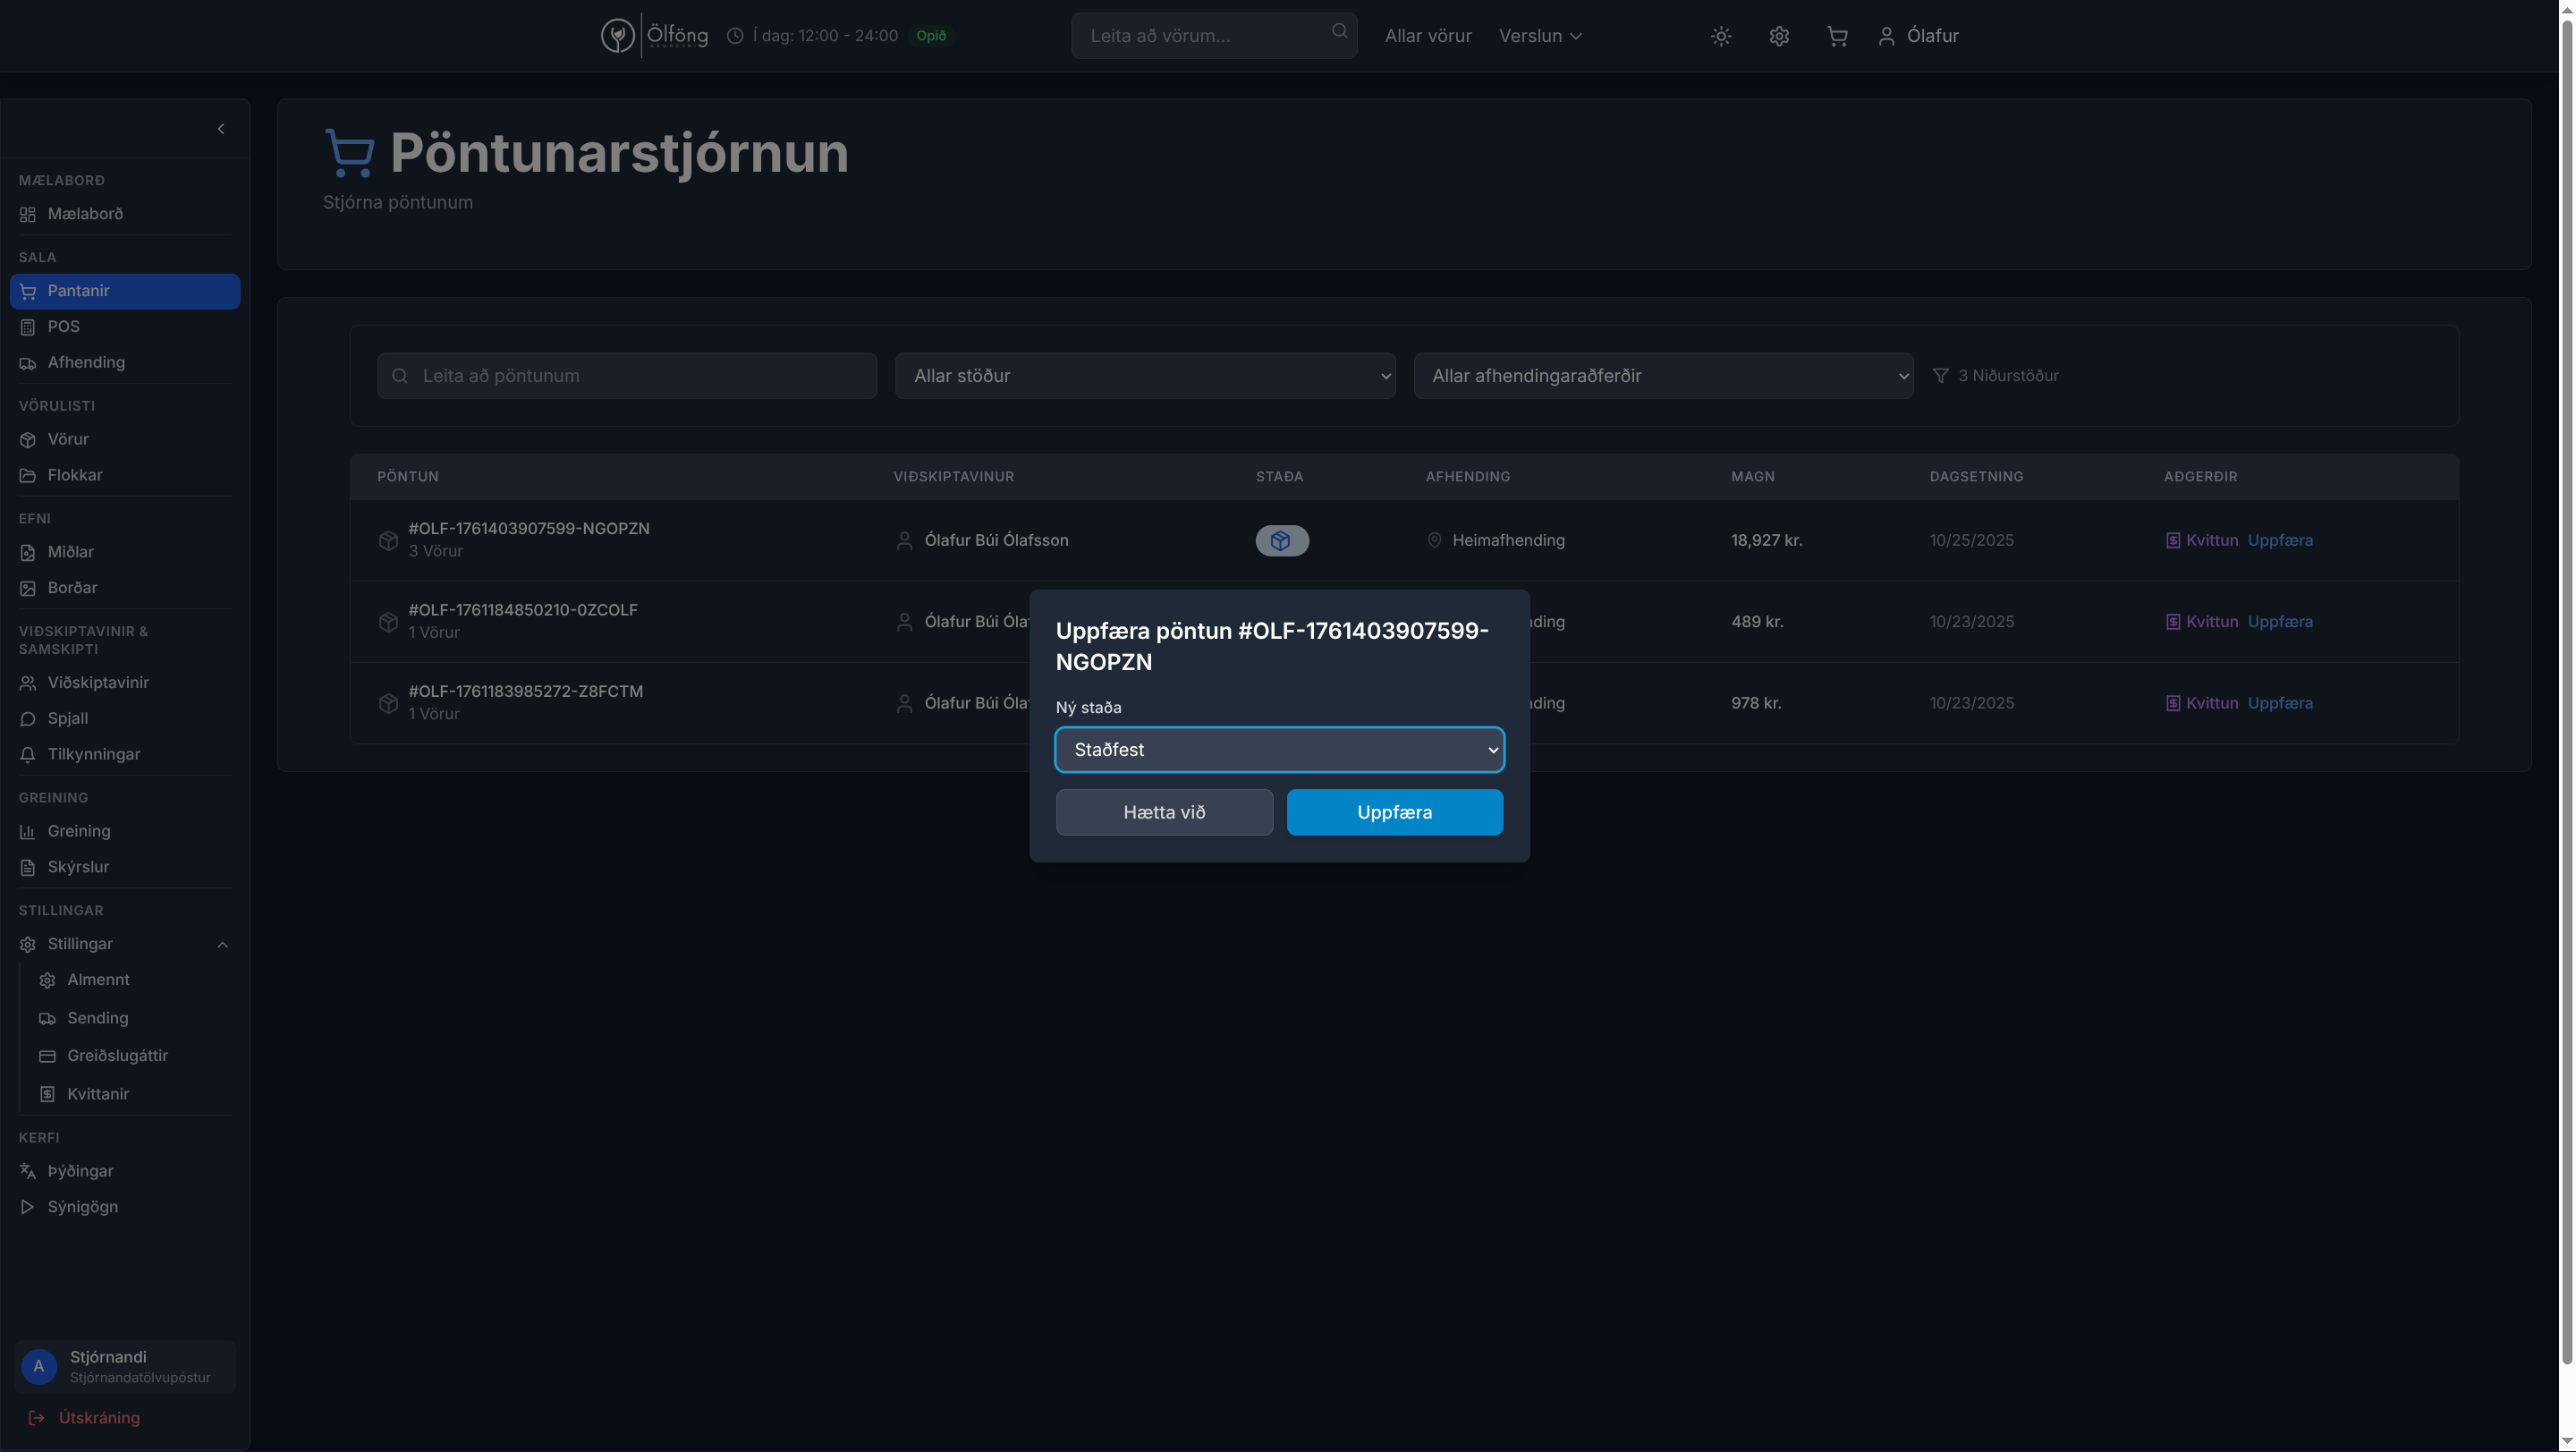 Ölföng
Í dag: 12:00 - 24:00
Opið
Leita að vörum...
Allar vörur
Verslun
Ólafur
MÆLABORÐ
Mælaborð
SALA
Pantanir
POS
Afhending
VÖRULISTI
Vörur
Flokkar
EFNI
Miðlar
Borðar
VIÐSKIPTAVINIR &
SAMSKIPTI
Viðskiptavinir
Spjall
Tilkynningar
GREINING
Greining
Skýrslur
STILLINGAR
Stillingar
Almennt
Sending
Greiðslugáttir
Kvittanir
KERFI
Þýðingar
Sýnigögn
A
Stjórnandi
Stjórnandatölvupóstur
Útskráning
Pöntunarstjórnun
Stjórna pöntunum
Leita að pöntunum
Allar stöður
Allar afhendingaraðferðir
3 Niðurstöður
PÖNTUN VIÐSKIPTAVINUR STAÐA AFHENDING MAGN DAGSETNING AÐGERÐIR
#OLF-1761403907599-NGOPZN
3 Vörur
Ólafur Búi Ólafsson
Heimafhending
18,927 kr.
10/25/2025
Kvittun Uppfæra
#OLF-1761184850210-0ZCOLF
1 Vörur
Ólafur Búi Óla
nding
489 kr.
10/23/2025
Kvittun Uppfæra
#OLF-1761183985272-Z8FCTM
1 Vörur
Ólafur Búi Óla
nding
978 kr.
10/23/2025
Kvittun Uppfæra
Uppfæra pöntun #OLF-1761403907599-
NGOPZN
Ný staða
Staðfest
Hætta við
Uppfæra